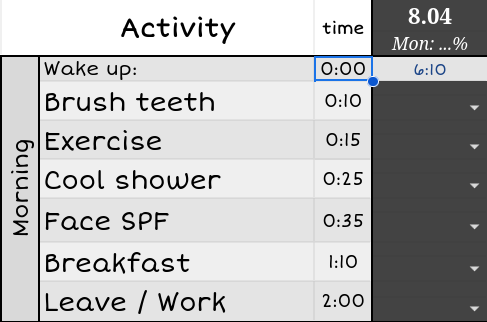 Activity time 8.04
Mon: ...%
Morning
Wake up: 0:00 6:10
Brush teeth 0:10
Exercise 0:15
Cool shower 0:25
Face SPF 0:35
Breakfast 1:10
Leave / Work 2:00